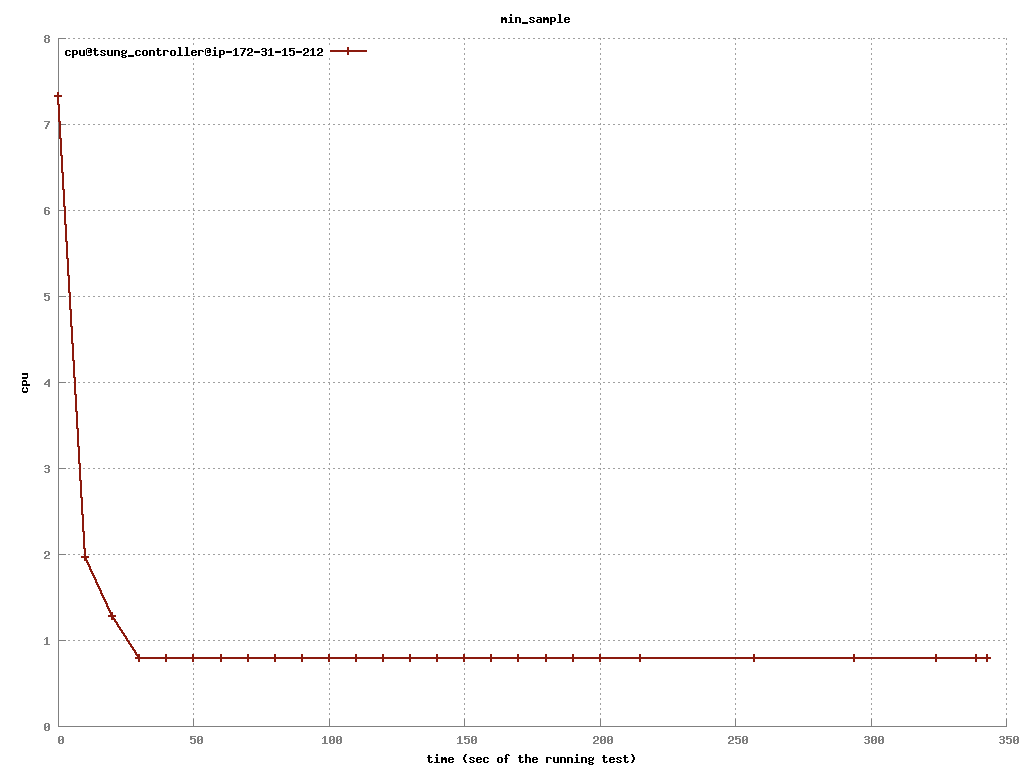 min_sample
8
cpu@tsung_controller@ip-172-31-15-212
7
6
5
cpu
4
3
2
1
0
0 50 100 150 200 250 300 350
time (sec of the running test)